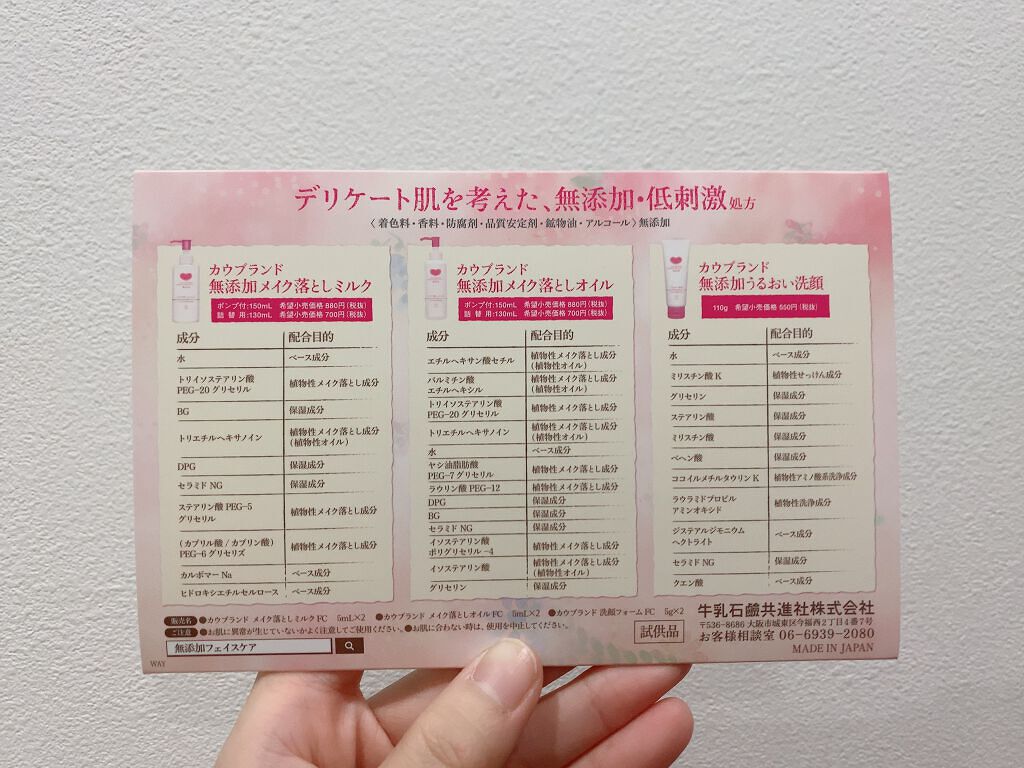 デリケート肌を考えた、無添加・低刺激処方
〈着色料・香料・防腐剤・品質安定剤・鉱物油・アルコール〉無添加
カウブランド
無添加メイク落としミルク
ポンプ付:150mL 希望小売価格 880円(税抜)
詰 替 用:130mL 希望小売価格 700円(税抜)
成分 配合目的
水 ベース成分
トリイソステアリン酸
PEG-20 グリセリル 植物性メイク落とし成分
BG 保湿成分
トリエチルヘキサノイン 植物性メイク落とし成分
(植物性オイル)
DPG 保湿成分
セラミド NG 保湿成分
ステアリン酸 PEG-5
グリセリル 植物性メイク落とし成分
(カプリル酸 / カプリン酸)
PEG-6 グリセリズ 植物性メイク落とし成分
カルボマー Na ベース成分
ヒドロキシエチルセルロース ベース成分
カウブランド
無添加メイク落としオイル
ポンプ付:150mL 希望小売価格 880円(税抜)
詰 替 用:130mL 希望小売価格 700円(税抜)
成分 配合目的
エチルヘキサン酸セチル 植物性メイク落とし成分
(植物性オイル)
パルミチン酸
エチルヘキシル 植物性メイク落とし成分
(植物性オイル)
トリイソステアリン酸
PEG-20 グリセリル 植物性メイク落とし成分
トリエチルヘキサノイン 植物性メイク落とし成分
(植物性オイル)
水 ベース成分
ヤシ油脂肪酸
PEG-7 グリセリル 植物性メイク落とし成分
ラウリン酸 PEG-12 植物性メイク落とし成分
DPG 保湿成分
BG 保湿成分
セラミド NG 保湿成分
イソステアリン酸
ポリグリセリル -4 植物性メイク落とし成分
イソステアリン酸 植物性メイク落とし成分
(植物性オイル)
グリセリン 保湿成分
カウブランド
無添加うるおい洗顔
110g 希望小売価格 550円(税抜)
成分 配合目的
水 ベース成分
ミリスチン酸 K 植物性せっけん成分
グリセリン 保湿成分
ステアリン酸 保湿成分
ミリスチン酸 保湿成分
ベヘン酸 保湿成分
ココイルメチルタウリン K 植物性アミノ酸系洗浄成分
ラウラミドプロピル
アミンオキシド 植物性洗浄成分
ジステアルジモニウム
ヘクトライト ベース成分
セラミド NG 保湿成分
クエン酸 ベース成分
販売名 ●カウブランド メイク落としミルクFC 5mL×2 ●カウブランド メイク落としオイルFC 5mL×2 ●カウブランド 洗顔フォームFC 5g×2
ご注意 ●お肌に異常が生じていないかよく注意してご使用ください。●お肌に合わない時は、使用を中止してください。
無添加フェイスケア
試供品
牛乳石鹼共進社株式会社
〒536-8686 大阪市城東区今福西2丁目4番7号
お客様相談室 06-6939-2080
MADE IN JAPAN
WAY